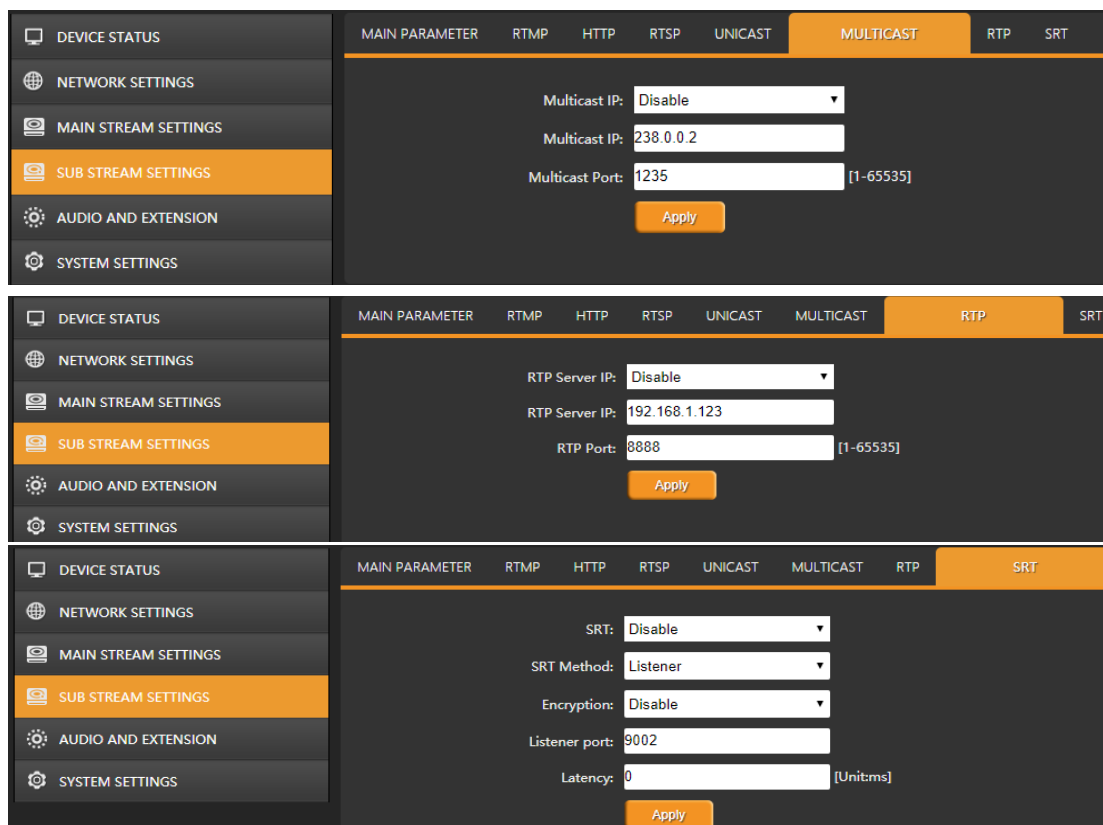 DEVICE STATUS
MAIN PARAMETER RTMP HTTP RTSP UNICAST MULTICAST RTP SRT
NETWORK SETTINGS
Multicast IP: Disable
MAIN STREAM SETTINGS
Multicast IP: 238.0.0.2
SUB STREAM SETTINGS
Multicast Port: 1235 [1-65535]
AUDIO AND EXTENSION
Apply
SYSTEM SETTINGS
DEVICE STATUS
MAIN PARAMETER RTMP HTTP RTSP UNICAST MULTICAST RTP SRT
NETWORK SETTINGS
RTP Server IP: Disable
MAIN STREAM SETTINGS
RTP Server IP: 192.168.1.123
SUB STREAM SETTINGS
RTP Port: 8888 [1-65535]
AUDIO AND EXTENSION
Apply
SYSTEM SETTINGS
DEVICE STATUS
MAIN PARAMETER RTMP HTTP RTSP UNICAST MULTICAST RTP SRT
NETWORK SETTINGS
SRT: Disable
MAIN STREAM SETTINGS
SRT Method: Listener
SUB STREAM SETTINGS
Encryption: Disable
AUDIO AND EXTENSION
Listener port: 9002
SYSTEM SETTINGS
Latency: 0 [Unit:ms]
Apply